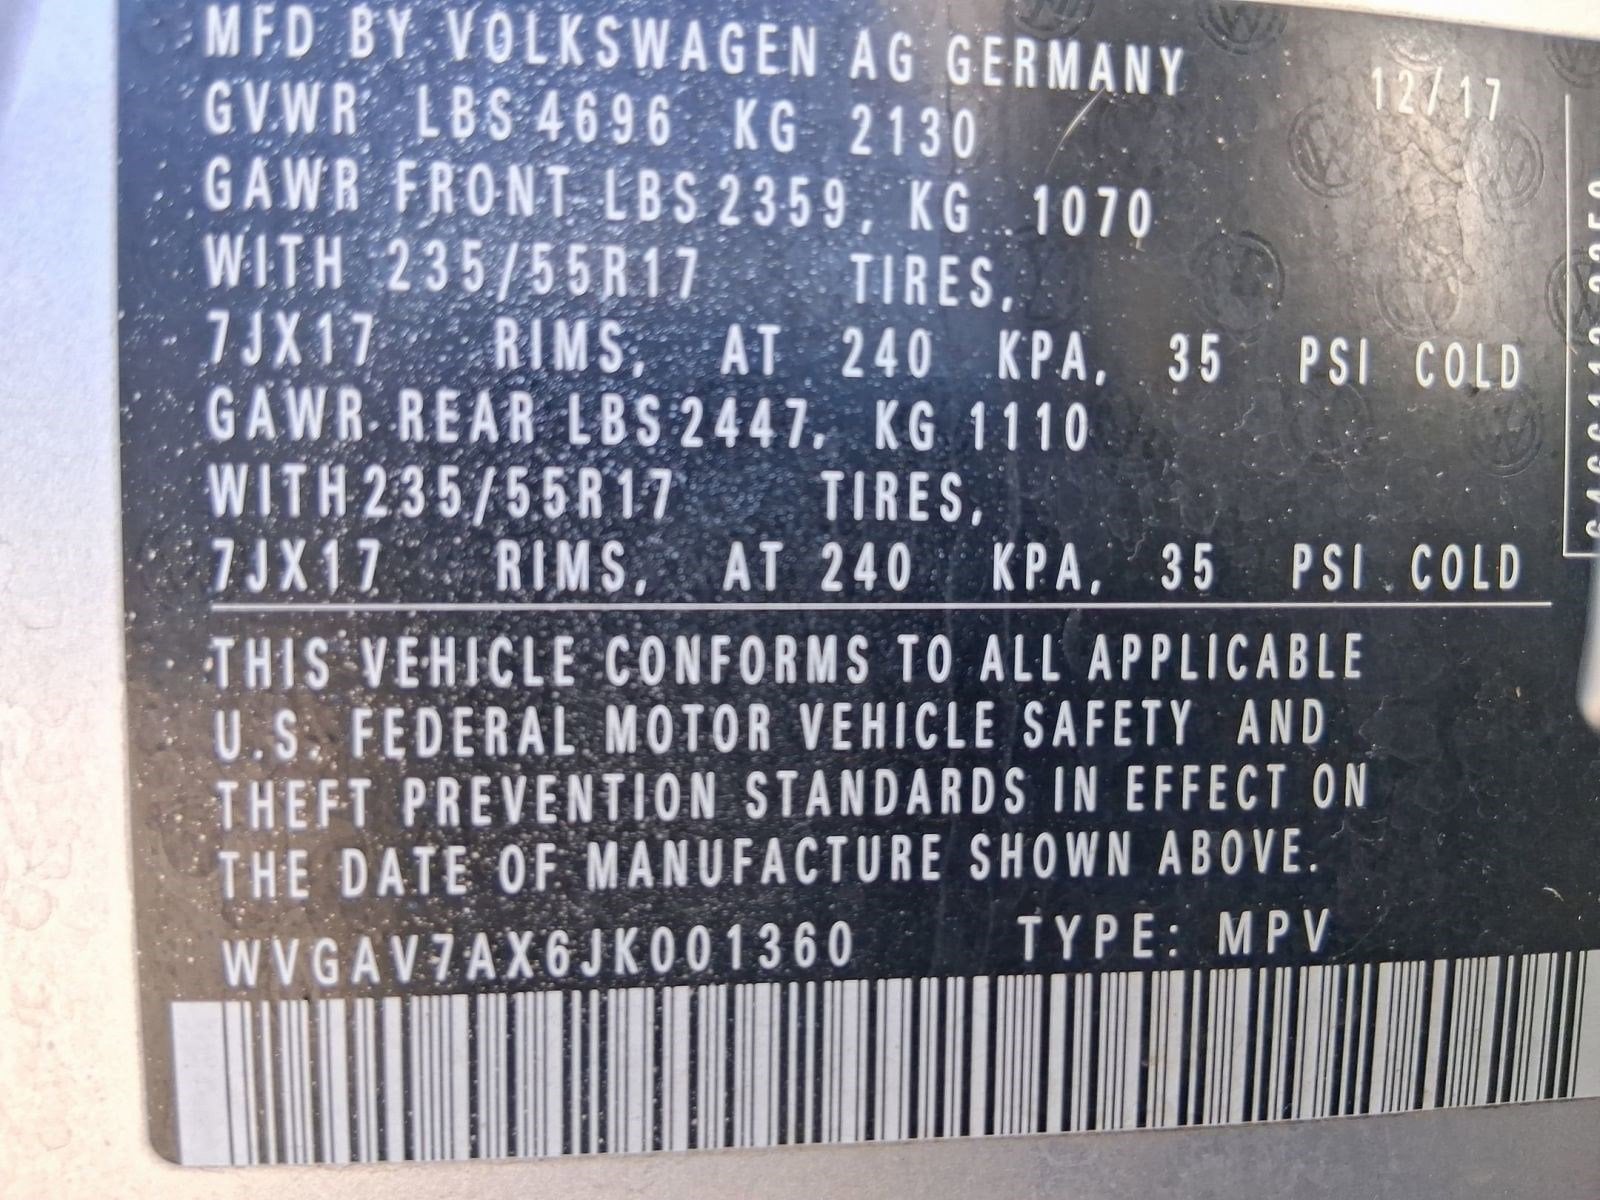 MFD BY VOLKSWAGEN AG GERMANY 12/17
GVWR LBS 4696 KG 2130
GAWR FRONT LBS 2359, KG 1070
WITH 235/55R17 TIRES,
7JX17 RIMS, AT 240 KPA, 35 PSI COLD
GAWR REAR LBS 2447, KG 1110
WITH 235/55R17 TIRES,
7JX17 RIMS, AT 240 KPA, 35 PSI COLD
THIS VEHICLE CONFORMS TO ALL APPLICABLE
U.S. FEDERAL MOTOR VEHICLE SAFETY AND
THEFT PREVENTION STANDARDS IN EFFECT ON
THE DATE OF MANUFACTURE SHOWN ABOVE.
WVGAV7AX6JK001360 TYPE: MPV